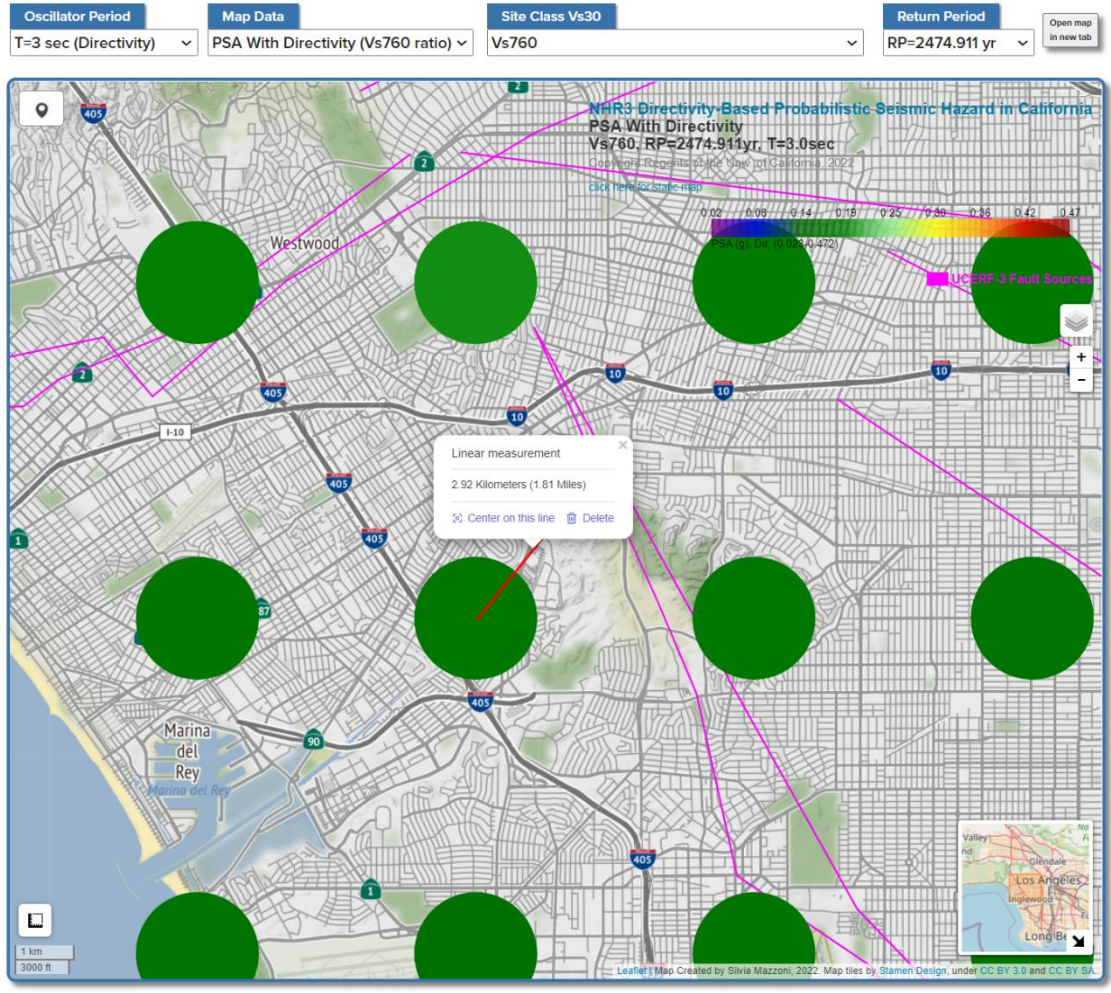 Oscillator Period
Map Data
Site Class Vs30
Return Period
T=3 sec (Directivity)
PSA With Directivity (Vs760 ratio)
Vs760
RP=2474.911 yr
Open map
in new tab
405
2
NHR3 Directivity-Based Probabilistic Seismic Hazard in California
PSA With Directivity
Vs760, RP=2474.911yr, T=3.0sec
Copyright Regents of the Univ. of California, 2022
click here for static map
2
0.02 0.08 0.14 0.19 0.25 0.30 0.36 0.42 0.47
PSA (g), Dir. (0.023-0.472)
Westwood
UCERF-3 Fault Sources
+
−
2
405
10
10
10
10
I-10
Linear measurement
×
2.92 Kilometers (1.81 Miles)
Center on this line
Delete
405
405
1
87
405
90
Marina
del
Rey
Marina del Rey
405
1
Valley
Glendale
Los Angeles
Inglewood
Long Be
1 km
3000 ft
Leaflet | Map Created by Silvia Mazzoni, 2022. Map tiles by Stamen Design, under CC BY 3.0 and CC BY SA.